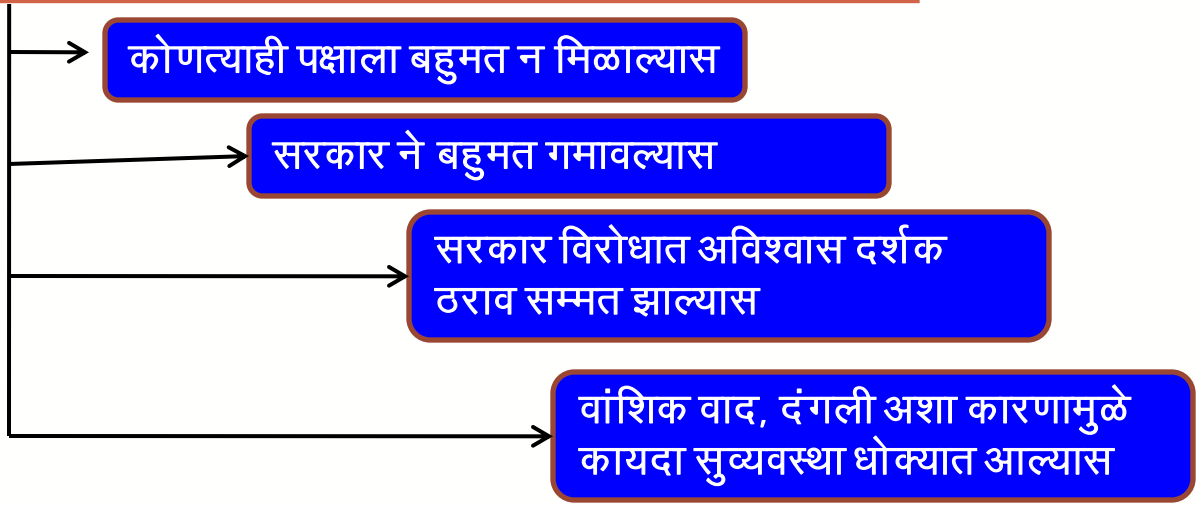 कोणत्याही पक्षाला बहुमत न मिळाल्यास
सरकार ने बहुमत गमावल्यास
सरकार विरोधात अविश्वास दर्शक
ठराव सम्मत झाल्यास
वांशिक वाद, दंगली अशा कारणामुळे
कायदा सुव्यवस्था धोक्यात आल्यास